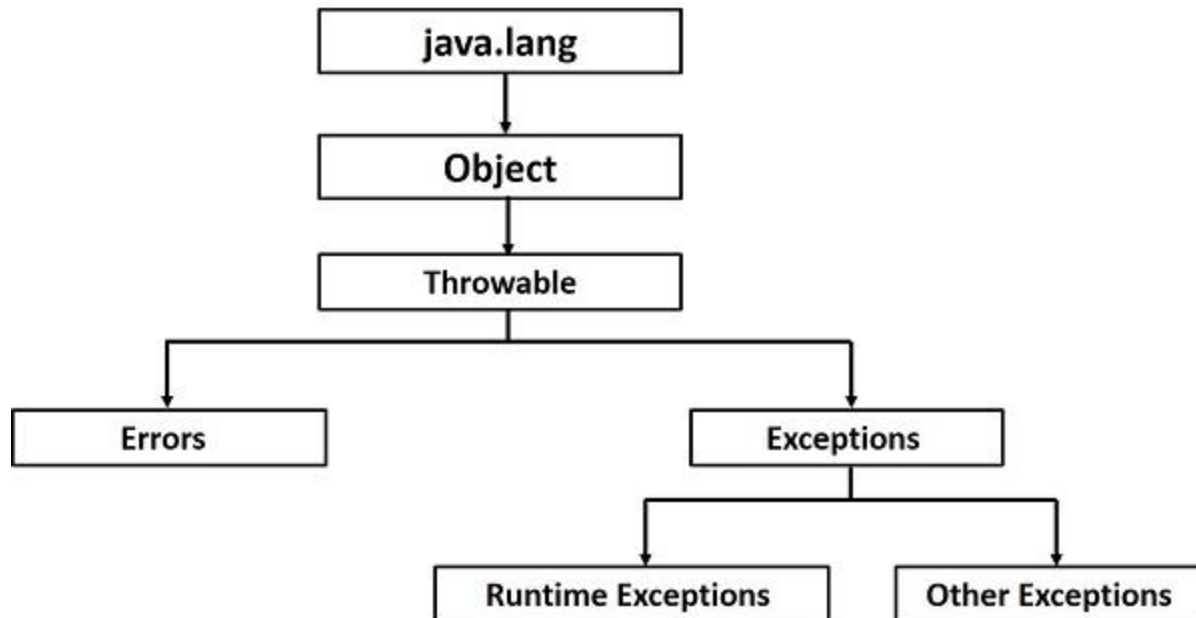 java.lang
Object
Throwable
Errors
Exceptions
Runtime Exceptions
Other Exceptions